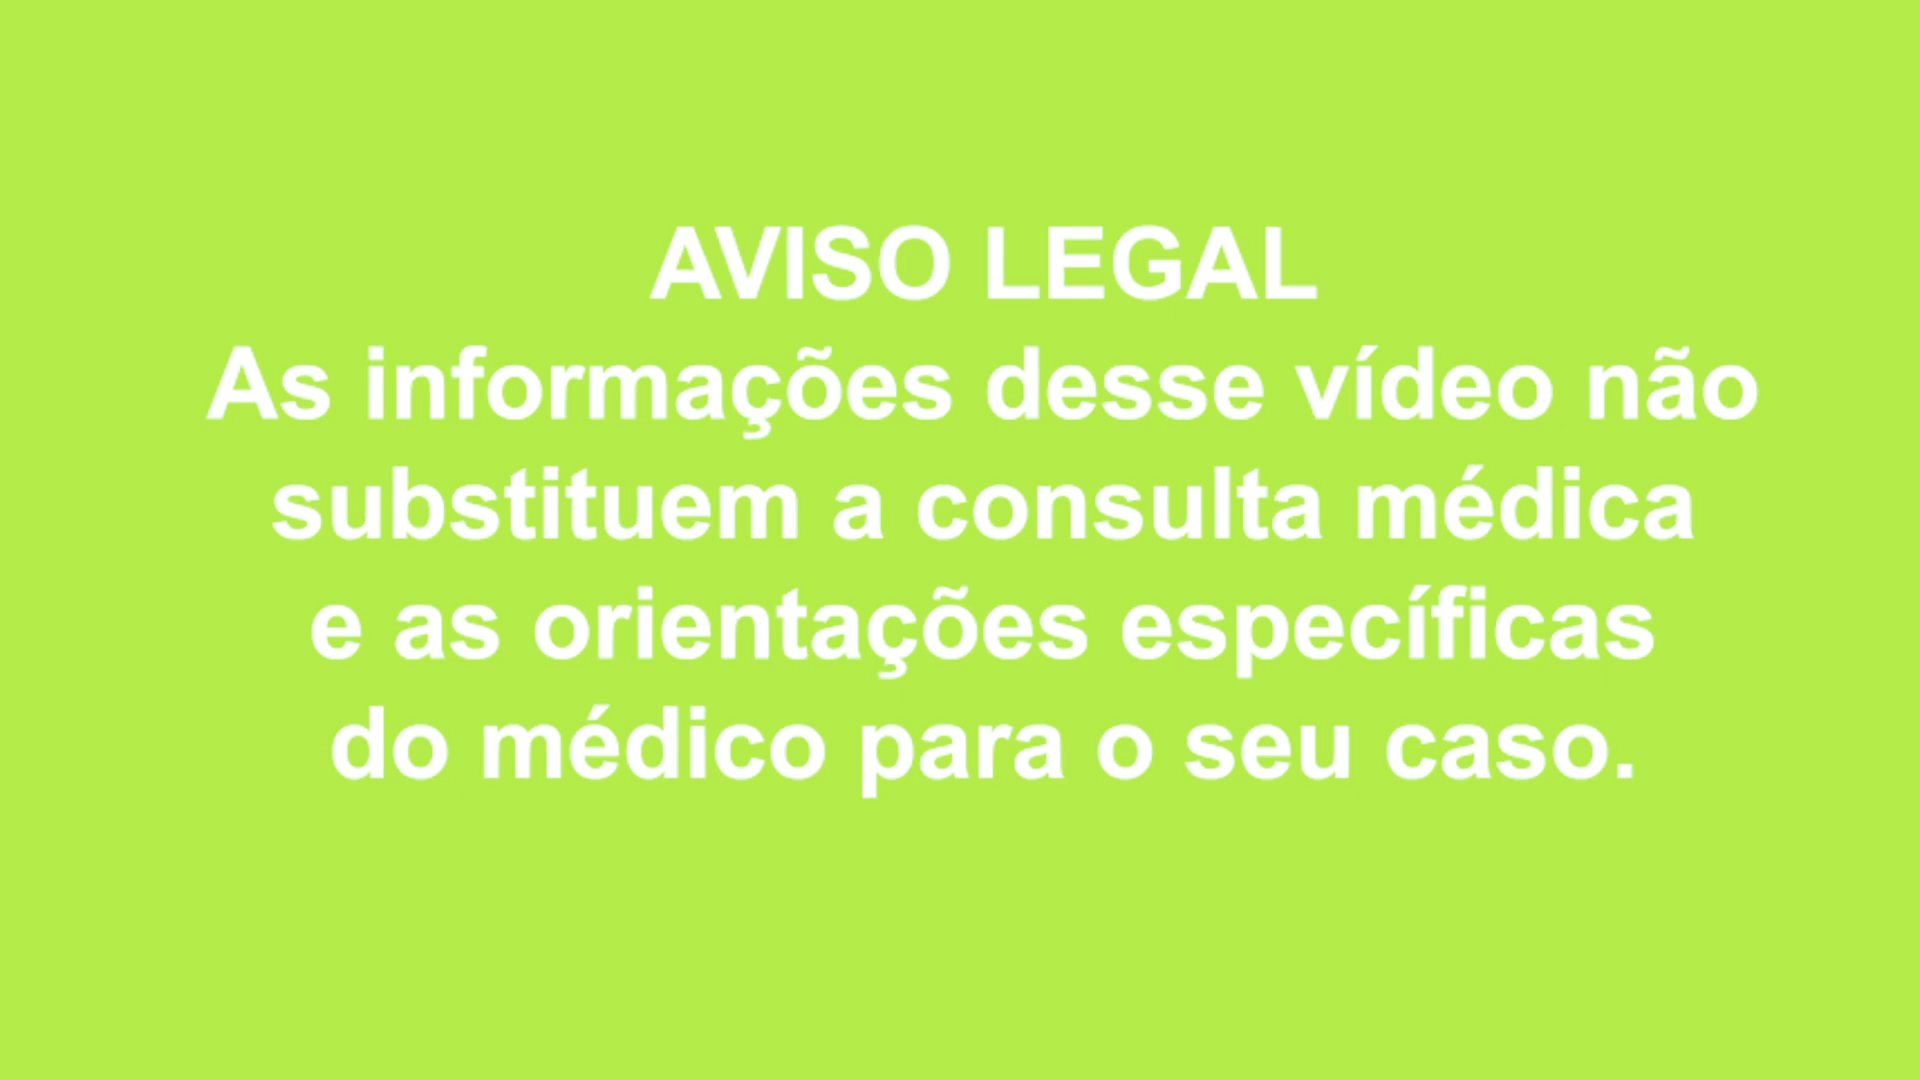 AVISO LEGAL
As informações desse vídeo não
substituem a consulta médica
e as orientações específicas
do médico para o seu caso.